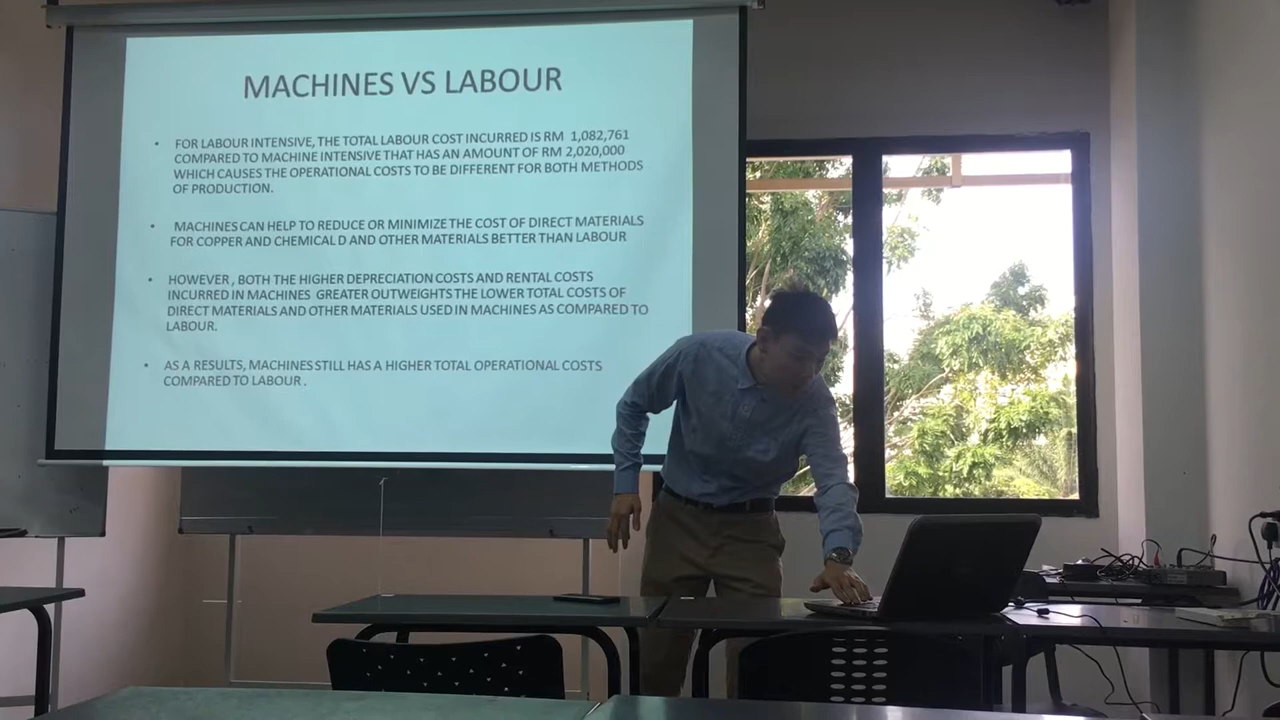 MACHINES VS LABOUR
• FOR LABOUR INTENSIVE, THE TOTAL LABOUR COST INCURRED IS RM 1,082,761
COMPARED TO MACHINE INTENSIVE THAT HAS AN AMOUNT OF RM 2,020,000
WHICH CAUSES THE OPERATIONAL COSTS TO BE DIFFERENT FOR BOTH METHODS
OF PRODUCTION.
• MACHINES CAN HELP TO REDUCE OR MINIMIZE THE COST OF DIRECT MATERIALS
FOR COPPER AND CHEMICAL D AND OTHER MATERIALS BETTER THAN LABOUR
• HOWEVER , BOTH THE HIGHER DEPRECIATION COSTS AND RENTAL COSTS
INCURRED IN MACHINES GREATER OUTWEIGHTS THE LOWER TOTAL COSTS OF
DIRECT MATERIALS AND OTHER MATERIALS USED IN MACHINES AS COMPARED TO
LABOUR.
• AS A RESULTS, MACHINES STILL HAS A HIGHER TOTAL OPERATIONAL COSTS
COMPARED TO LABOUR .